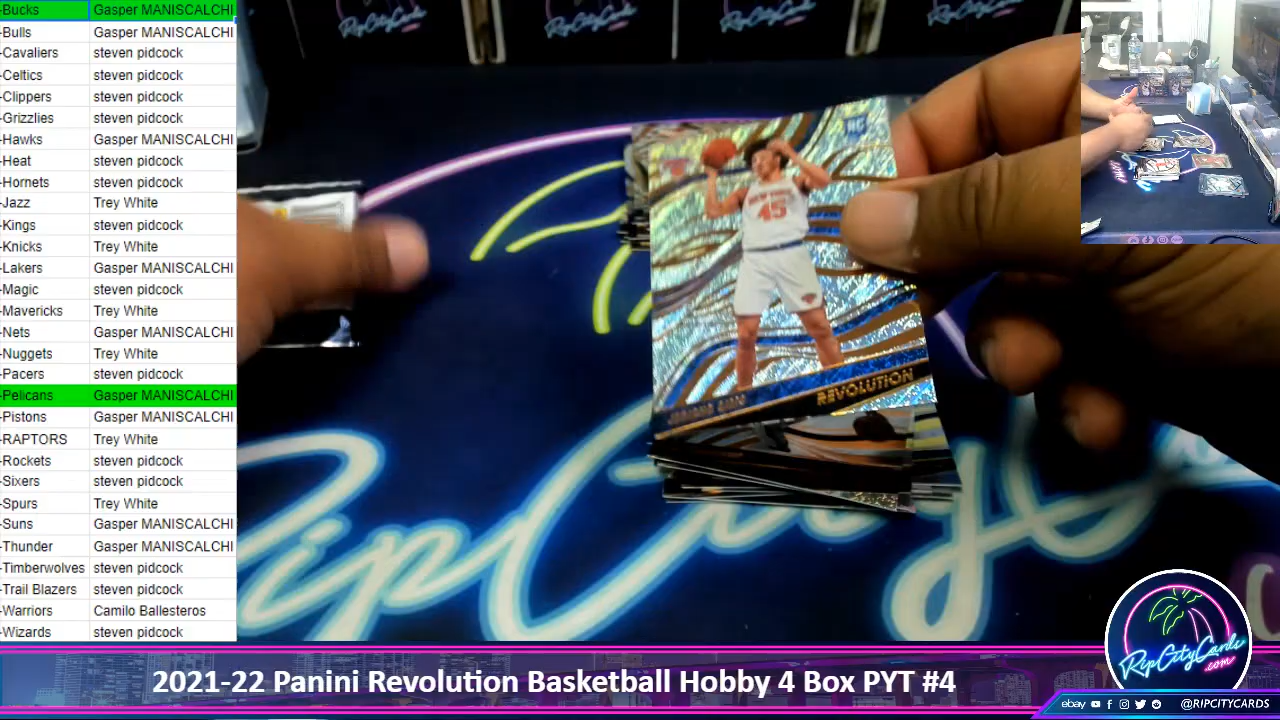 -Bucks Gasper MANISCALCHI
-Bulls Gasper MANISCALCHI
-Cavaliers steven pidcock
-Celtics steven pidcock
-Clippers steven pidcock
-Grizzlies steven pidcock
-Hawks Gasper MANISCALCHI
-Heat steven pidcock
-Hornets steven pidcock
-Jazz Trey White
-Kings steven pidcock
-Knicks Trey White
-Lakers Gasper MANISCALCHI
-Magic steven pidcock
-Mavericks Trey White
-Nets Gasper MANISCALCHI
-Nuggets Trey White
-Pacers steven pidcock
-Pelicans Gasper MANISCALCHI
-Pistons Gasper MANISCALCHI
-RAPTORS Trey White
-Rockets steven pidcock
-Sixers steven pidcock
-Spurs Trey White
-Suns Gasper MANISCALCHI
-Thunder Gasper MANISCALCHI
-Timberwolves steven pidcock
-Trail Blazers steven pidcock
-Warriors Camilo Ballesteros
-Wizards steven pidcock
RipCityCards
RipCityCards
RC
45
REVOLUTION
RipCity
RipCityCards
.com
2021-22 Panini Revolution Basketball Hobby 4 Box PYT #4
ebay @RIPCITYCARDS